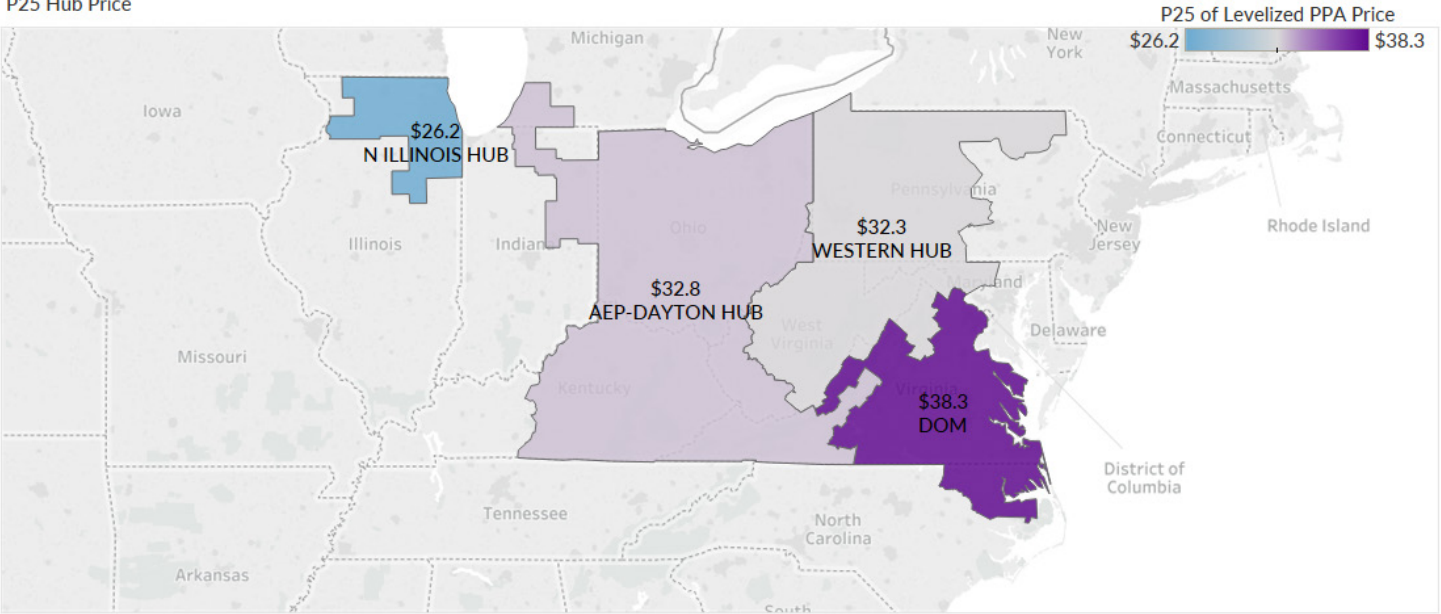 P25 Hub Price
P25 of Levelized PPA Price
$26.2
$38.3
Michigan
New
York
Massachusetts
Iowa
Connecticut
$26.2
N ILLINOIS HUB
Pennsylvania
Rhode Island
New
Jersey
Illinois
Indian
Ohio
$32.3
WESTERN HUB
Maryland
$32.8
AEP-DAYTON HUB
West
Virginia
Delaware
Missouri
Kentucky
Virginia
$38.3
DOM
District of
Columbia
Tennessee
North
Carolina
Arkansas
South